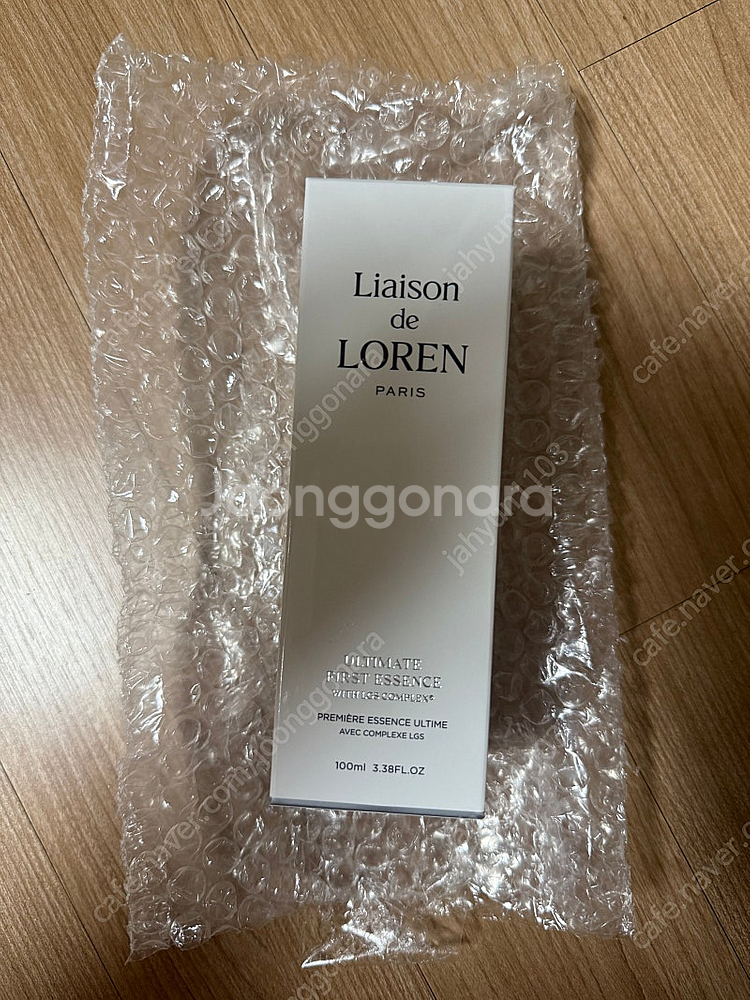 Liaison
de
LOREN
PARIS
Joonggonara
ULTIMATE
FIRST ESSENCE
WITH LGS COMPLEX®
PREMIÈRE ESSENCE ULTIME
AVEC COMPLEXE LGS
100ml 3.38FL.OZ